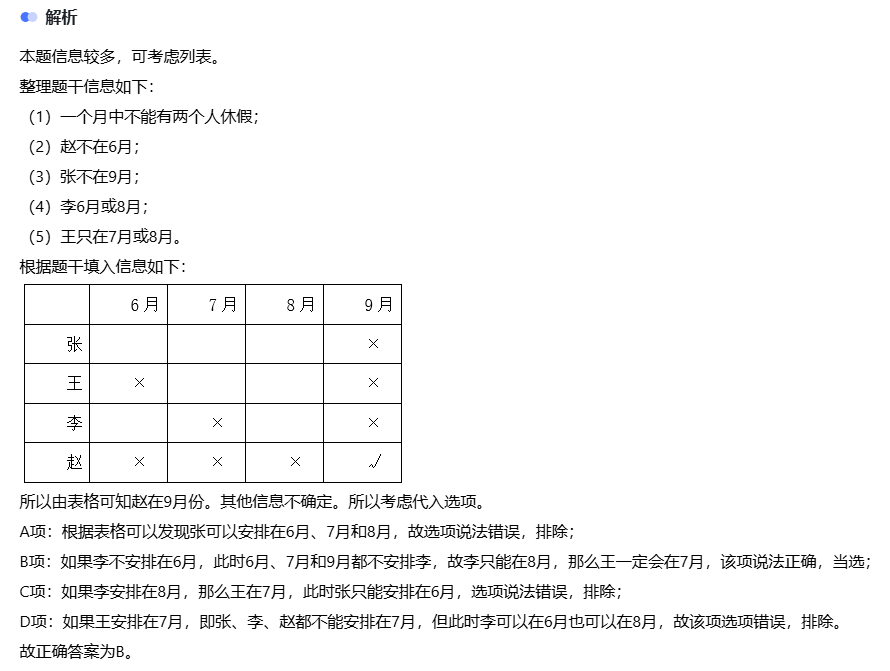 解析
本题信息较多，可考虑列表。
整理题干信息如下：
（1）一个月中不能有两个人休假；
（2）赵不在6月；
（3）张不在9月；
（4）李6月或8月；
（5）王只在7月或8月。
根据题干填入信息如下：
6月 7月 8月 9月
张 ×
王 × ×
李 × ×
赵 × × × √
所以由表格可知赵在9月份。其他信息不确定。所以考虑代入选项。
A项：根据表格可以发现张可以安排在6月、7月和8月，故选项说法错误，排除；
B项：如果李不安排在6月，此时6月、7月和9月都不安排李，故李只能在8月，那么王一定会在7月，该项说法正确，当选；
C项：如果李安排在8月，那么王在7月，此时张只能安排在6月，选项说法错误，排除；
D项：如果王安排在7月，即张、李、赵都不能安排在7月，但此时李可以在6月也可以在8月，故该项选项错误，排除。
故正确答案为B。